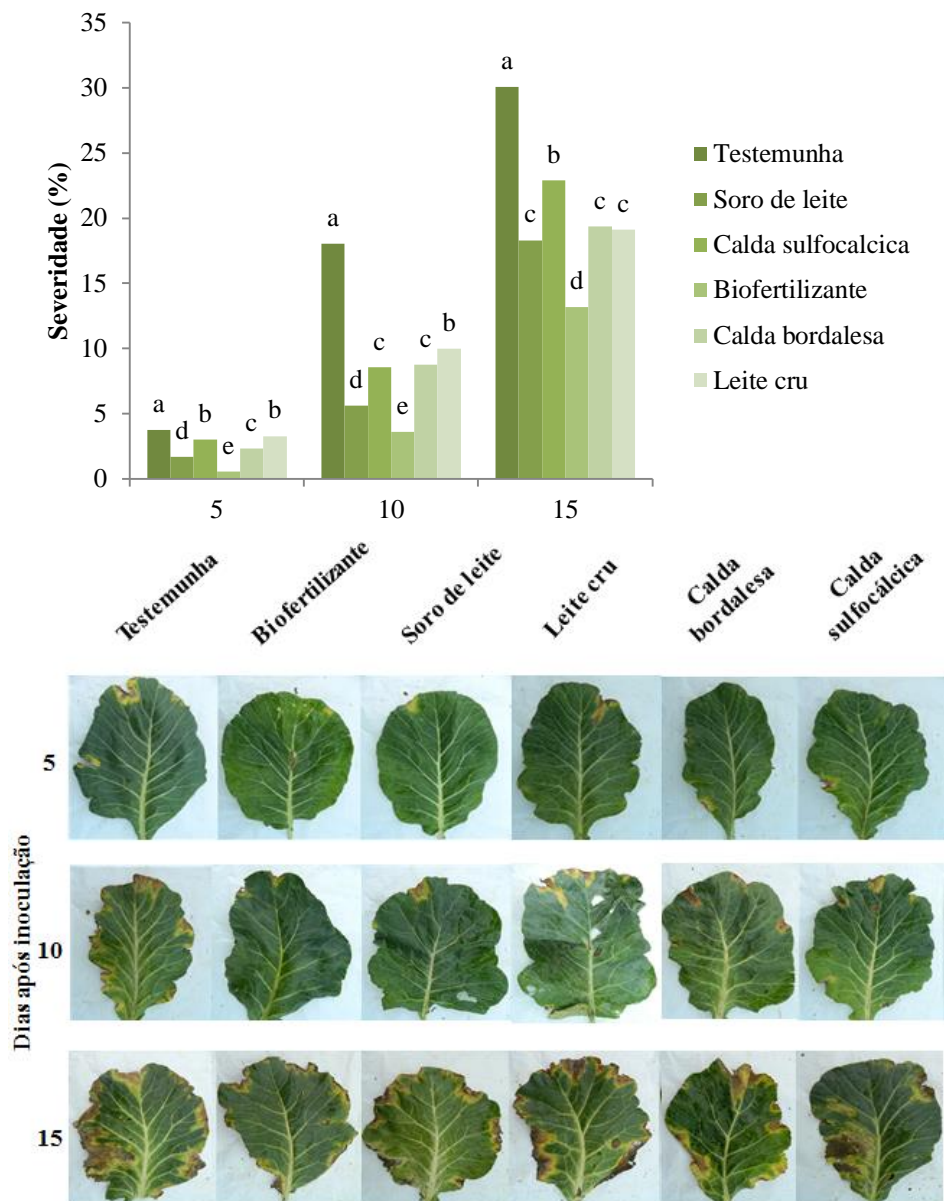 35
30
25
20
15
10
5
0
Severidade (%)
a
d
b
e
c
b
a
d
c
e
c
b
a
c
b
d
c
c
5
10
15
Testemunha
Soro de leite
Calda sulfocalcica
Biofertilizante
Calda bordalesa
Leite cru
Testemunha
Biofertilizante
Soro de leite
Leite cru
Calda
bordalesa
Calda
sulfocálcica
Dias após inoculação
5
10
15